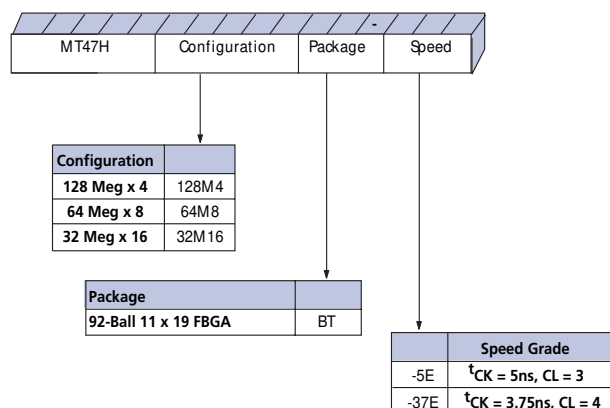 -
MT47H Configuration Package Speed
Configuration
128 Meg x 4 128M4
64 Meg x 8 64M8
32 Meg x 16 32M16
Package
92-Ball 11 x 19 FBGA BT
Speed Grade
-5E tCK = 5ns, CL = 3
-37E tCK = 3.75ns, CL = 4